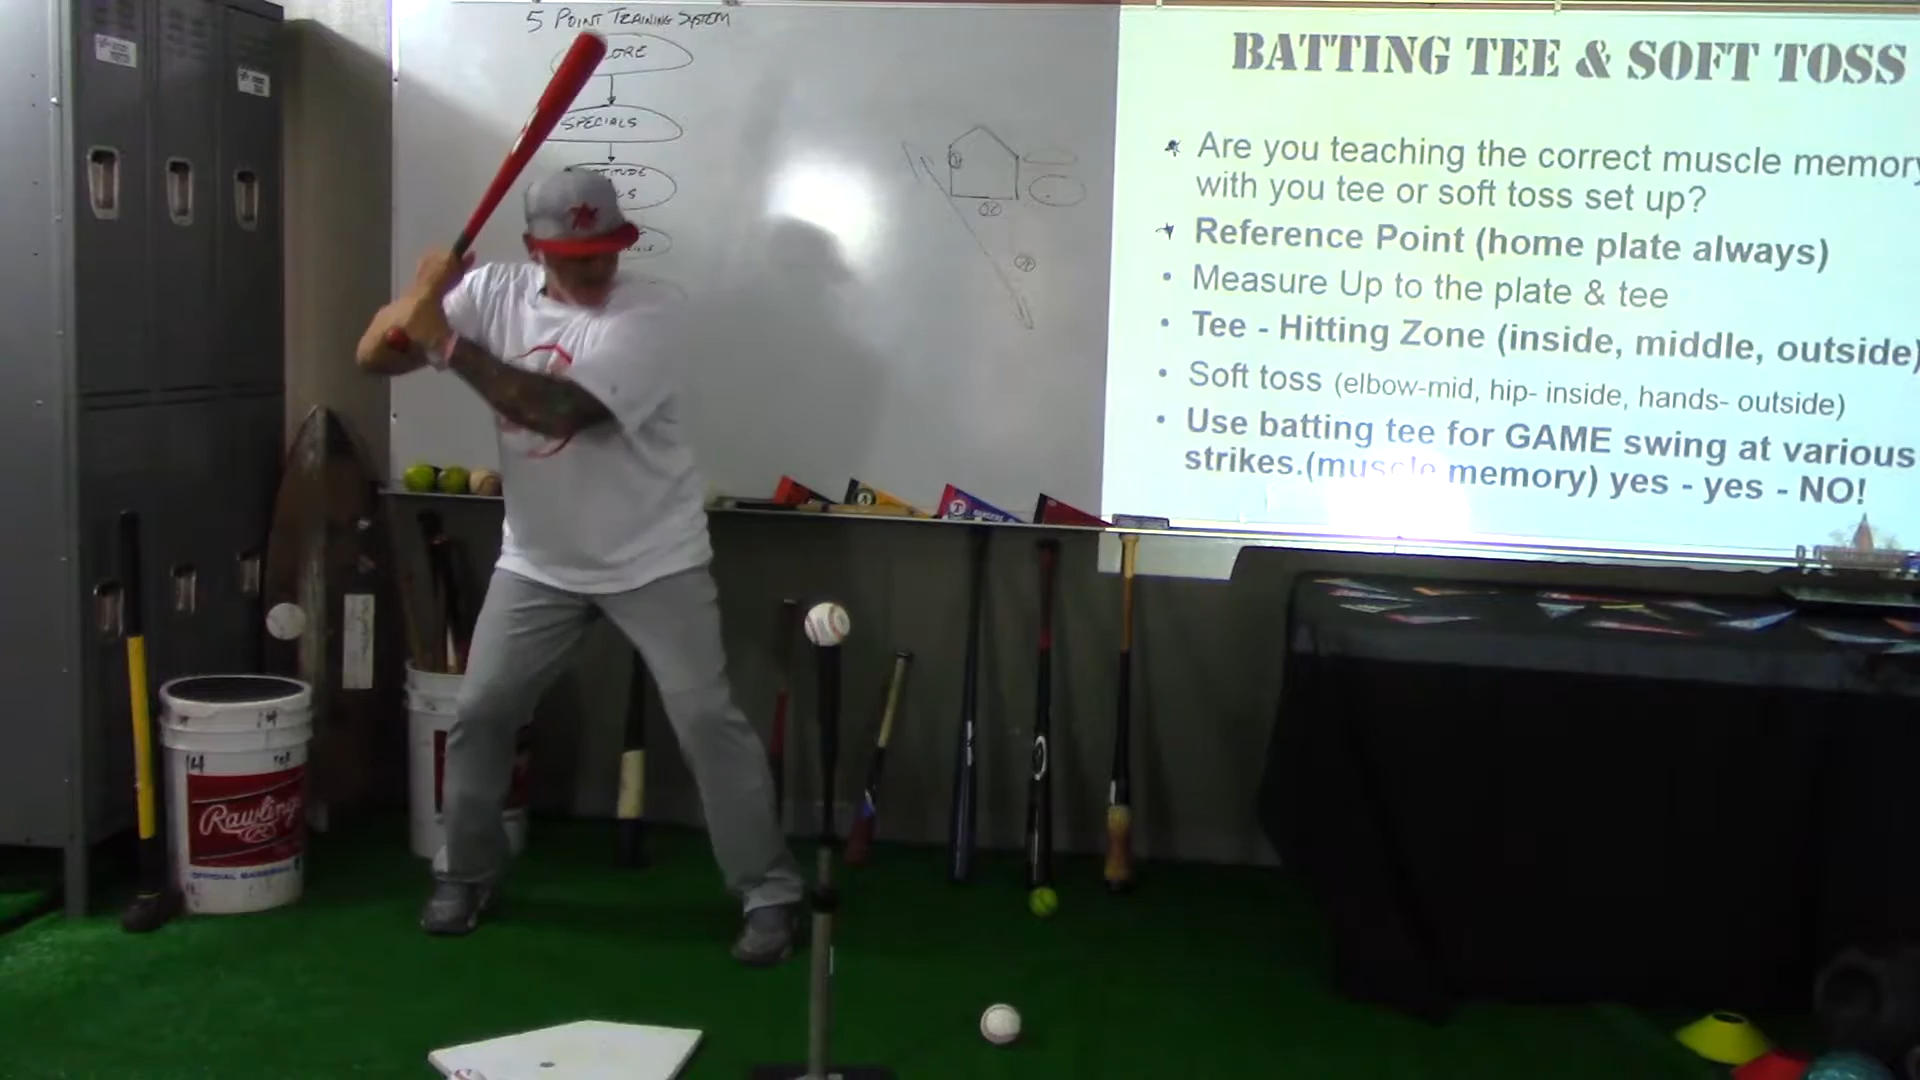 5 POINT TRAINING SYSTEM
SPECIALS
BATTING TEE & SOFT TOSS
Are you teaching the correct muscle memory
with you tee or soft toss set up?
Reference Point (home plate always)
Measure Up to the plate & tee
Tee - Hitting Zone (inside, middle, outside)
Soft toss (elbow-mid, hip- inside, hands- outside)
Use batting tee for GAME swing at various
strikes.(muscle memory) yes - yes - NO!
Rawlings
R
OFFICIAL BASEBALL